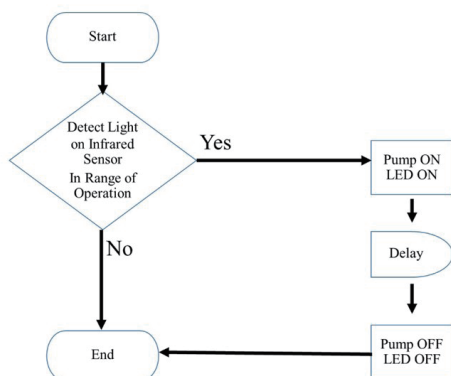 Start
Detect Light
on Infrared
Sensor
In Range of
Operation
Yes
Pump ON
LED ON
No
Delay
End
Pump OFF
LED OFF